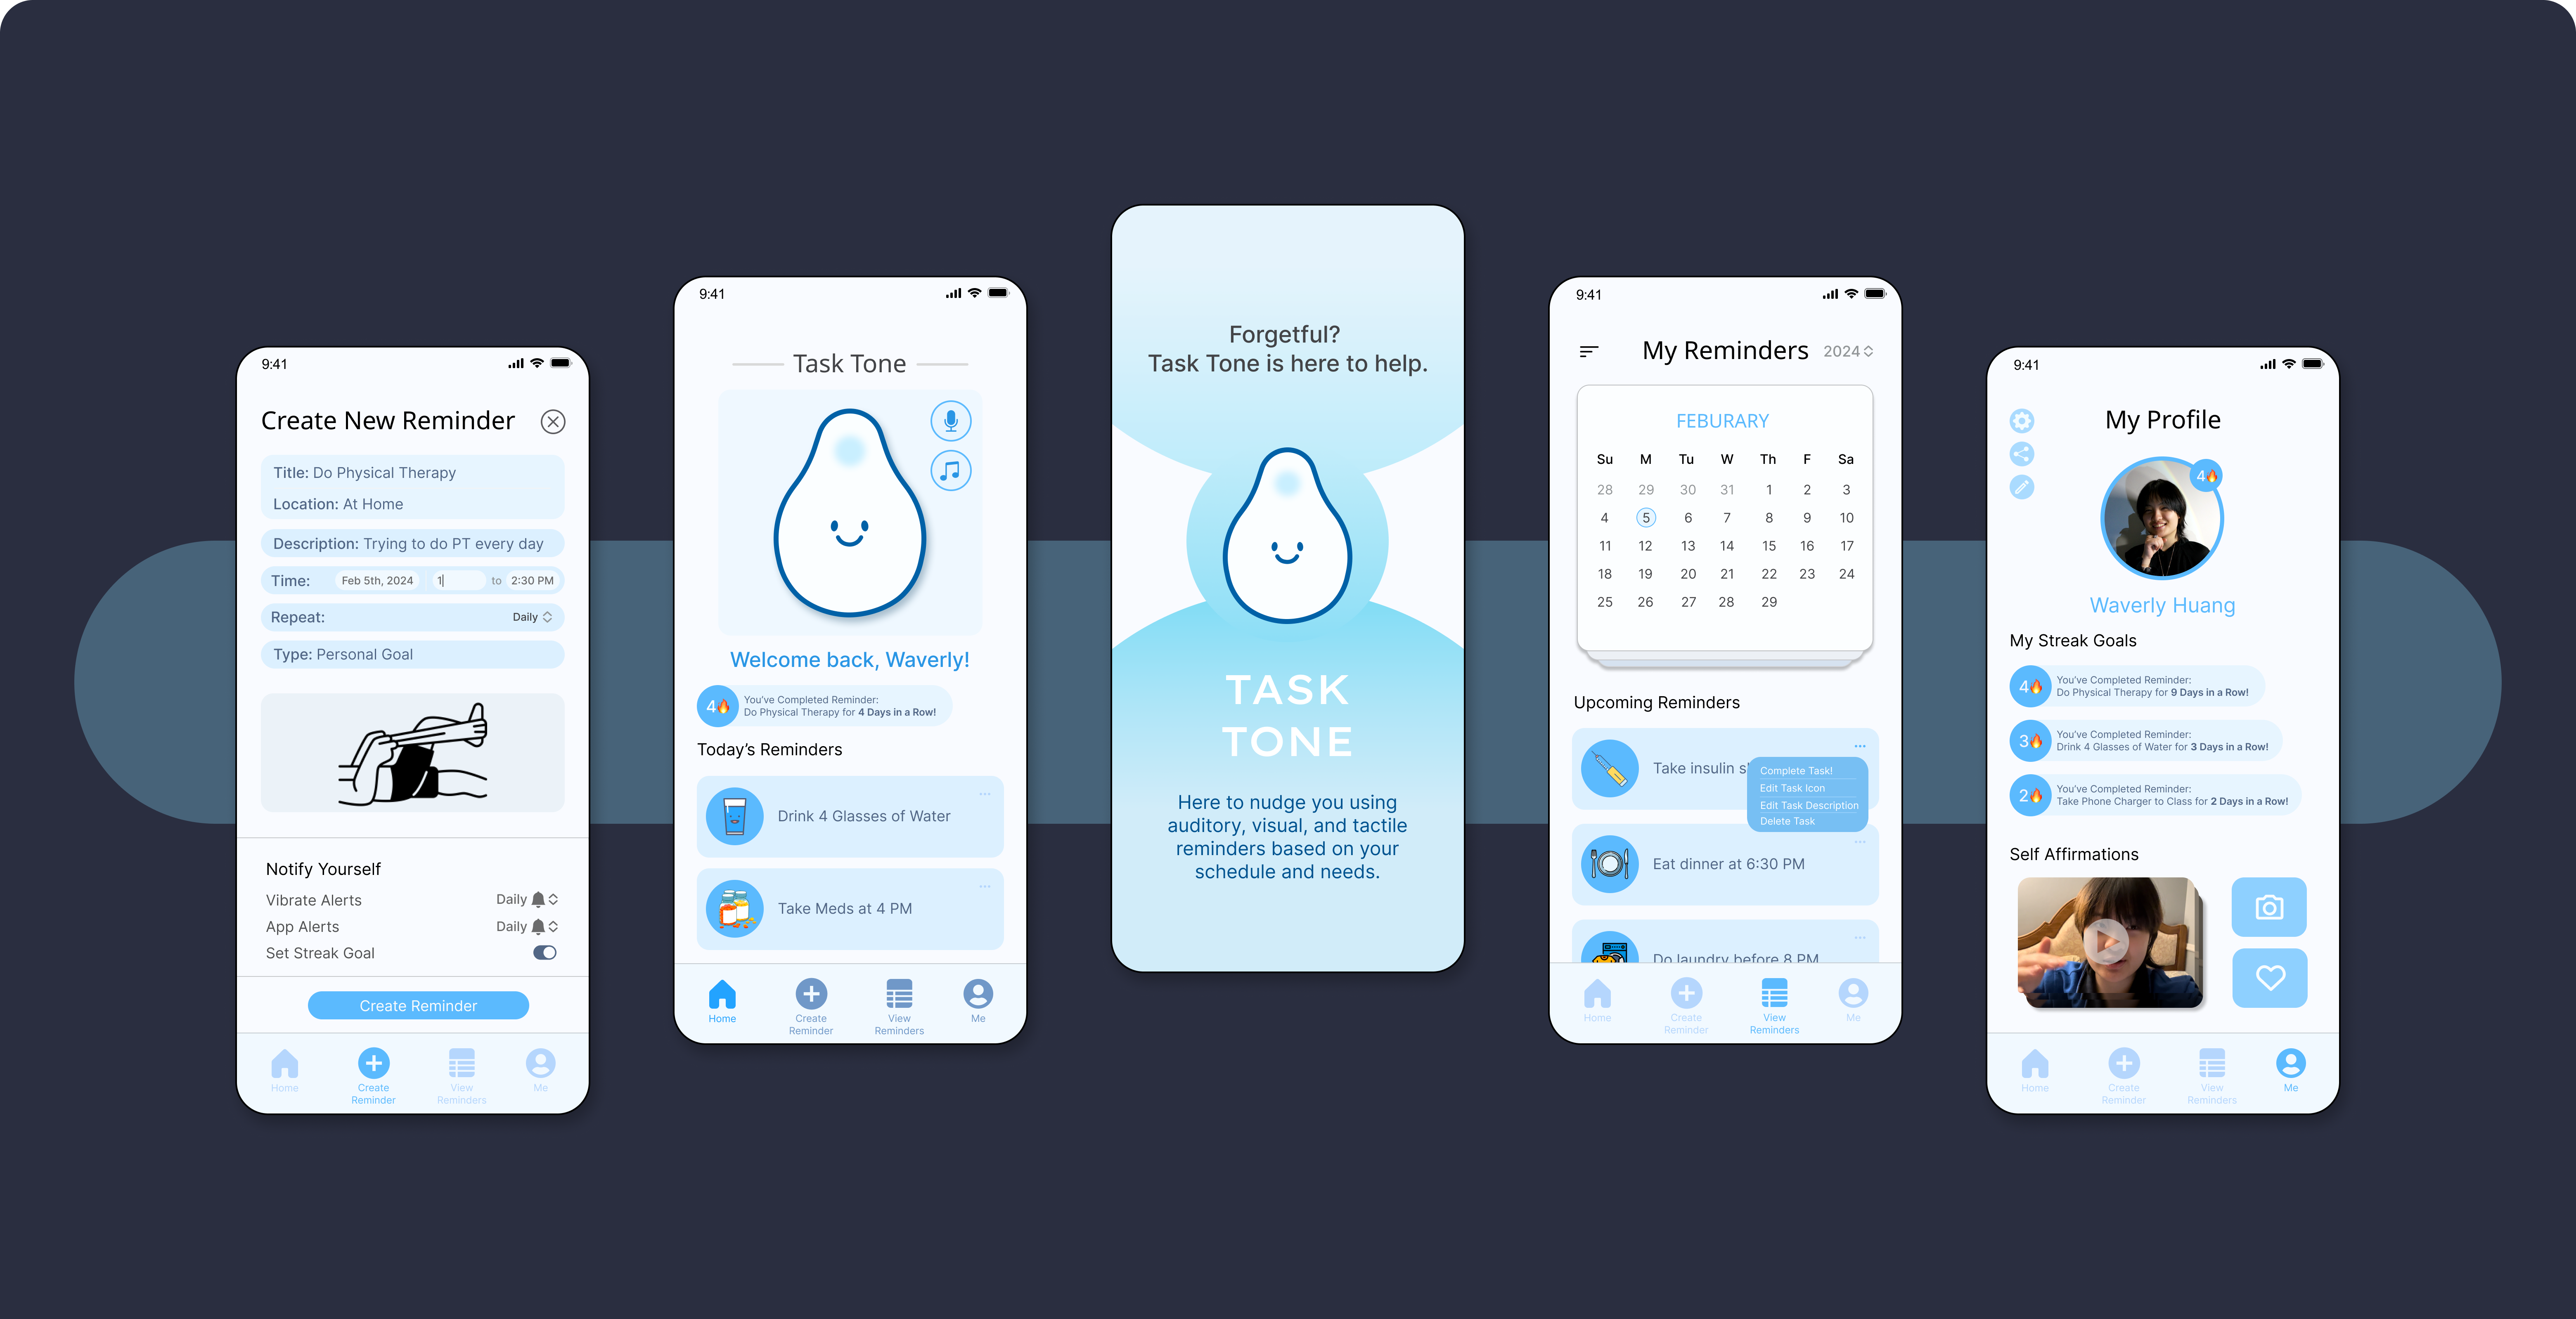 9:41
Create New Reminder
Title: Do Physical Therapy
Location: At Home
Description: Trying to do PT every day
Time: Feb 5th, 2024 1 to 2:30 PM
Repeat: Daily
Type: Personal Goal
Notify Yourself
Vibrate Alerts Daily
App Alerts Daily
Set Streak Goal
Create Reminder
Home
Create
Reminder
View
Reminders
Me
9:41
Task Tone
Welcome back, Waverly!
4
You've Completed Reminder:
Do Physical Therapy for 4 Days in a Row!
Today's Reminders
Drink 4 Glasses of Water
Take Meds at 4 PM
Home
Create
Reminder
View
Reminders
Me
Forgetful?
Task Tone is here to help.
TASK
TONE
Here to nudge you using
auditory, visual, and tactile
reminders based on your
schedule and needs.
9:41
My Reminders 2024
FEBURARY
Su M Tu W Th F Sa
28 29 30 31 1 2 3
4 5 6 7 8 9 10
11 12 13 14 15 16 17
18 19 20 21 22 23 24
25 26 27 28 29
Upcoming Reminders
Take insulin
Complete Task!
Edit Task Icon
Edit Task Description
Delete Task
Eat dinner at 6:30 PM
Do laundry before 8 PM
Home
Create
Reminder
View
Reminders
Me
9:41
My Profile
4
Waverly Huang
My Streak Goals
4
You've Completed Reminder:
Do Physical Therapy for 9 Days in a Row!
3
You've Completed Reminder:
Drink 4 Glasses of Water for 3 Days in a Row!
2
You've Completed Reminder:
Take Phone Charger to Class for 2 Days in a Row!
Self Affirmations
Home
Create
Reminder
View
Reminders
Me